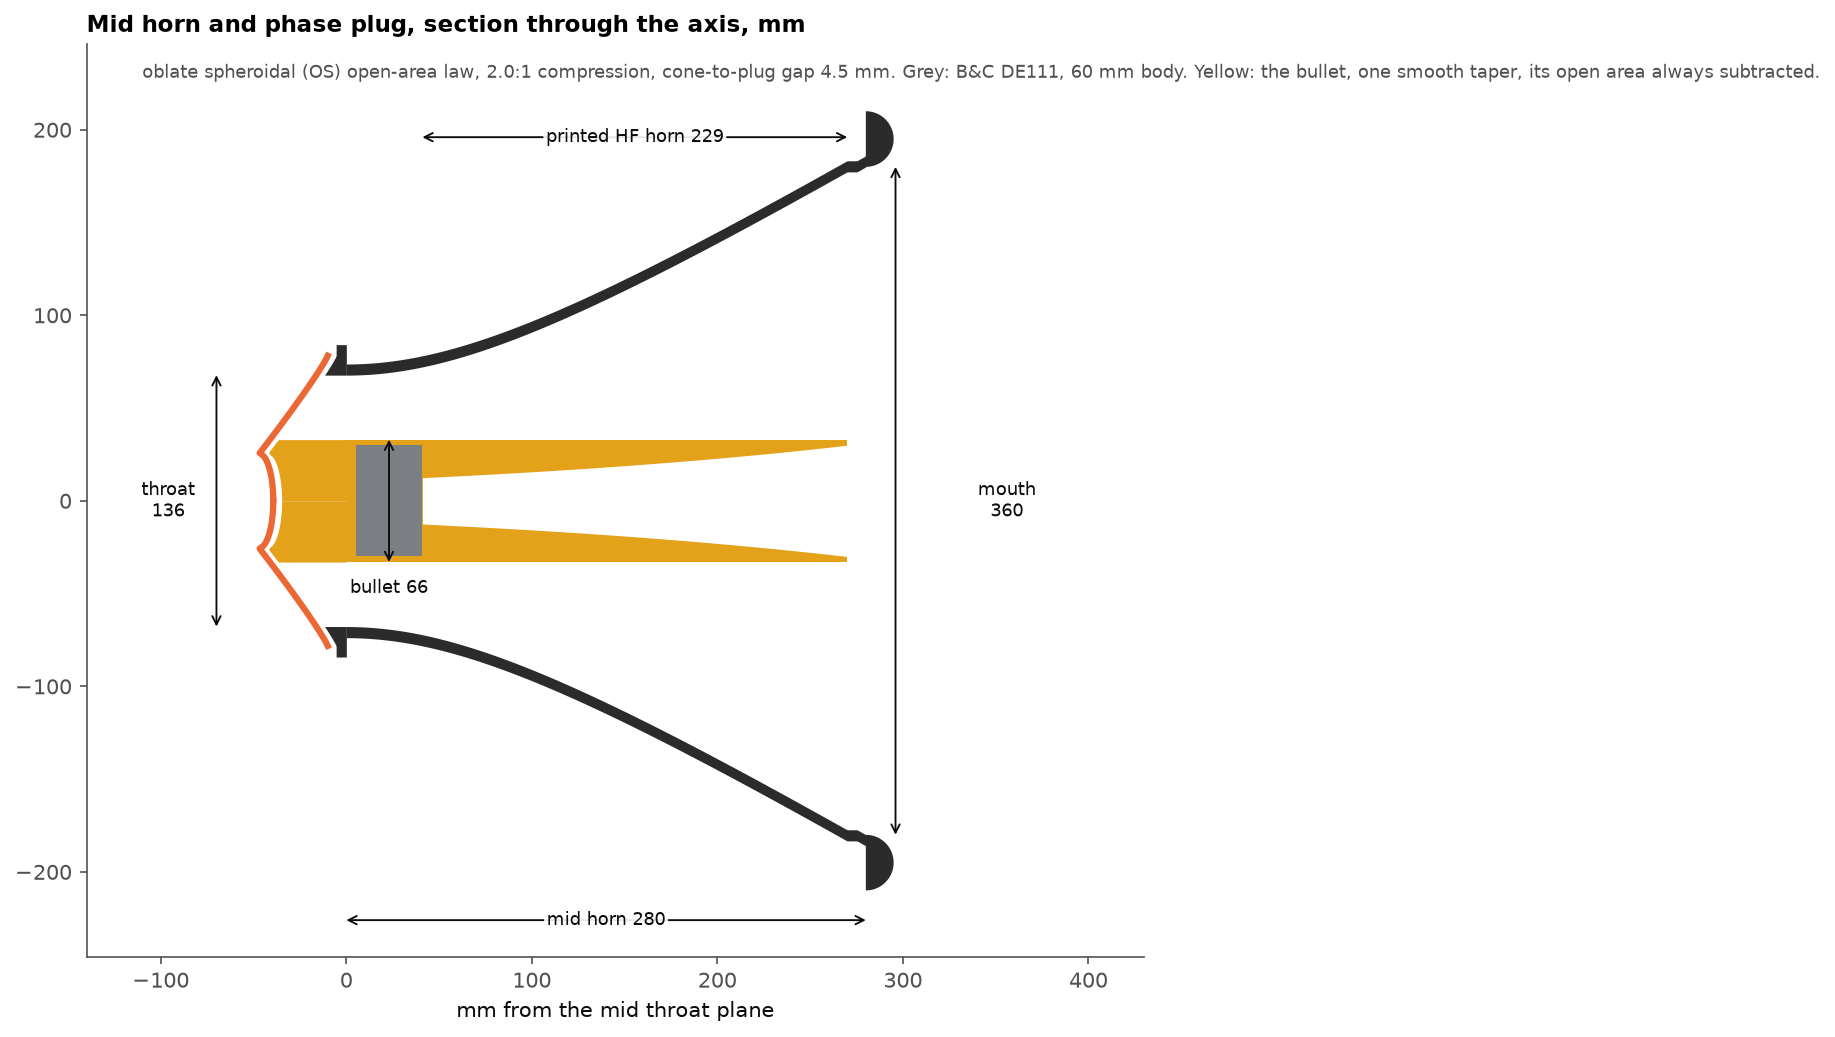 Mid horn and phase plug, section through the axis, mm
oblate spheroidal (OS) open-area law, 2.0:1 compression, cone-to-plug gap 4.5 mm. Grey: B&C DE111, 60 mm body. Yellow: the bullet, one smooth taper, its open area always subtracted.
200
printed HF horn 229
100
throat
136
0
mouth
360
bullet 66
−100
−200
mid horn 280
−100
0
100
200
300
400
mm from the mid throat plane